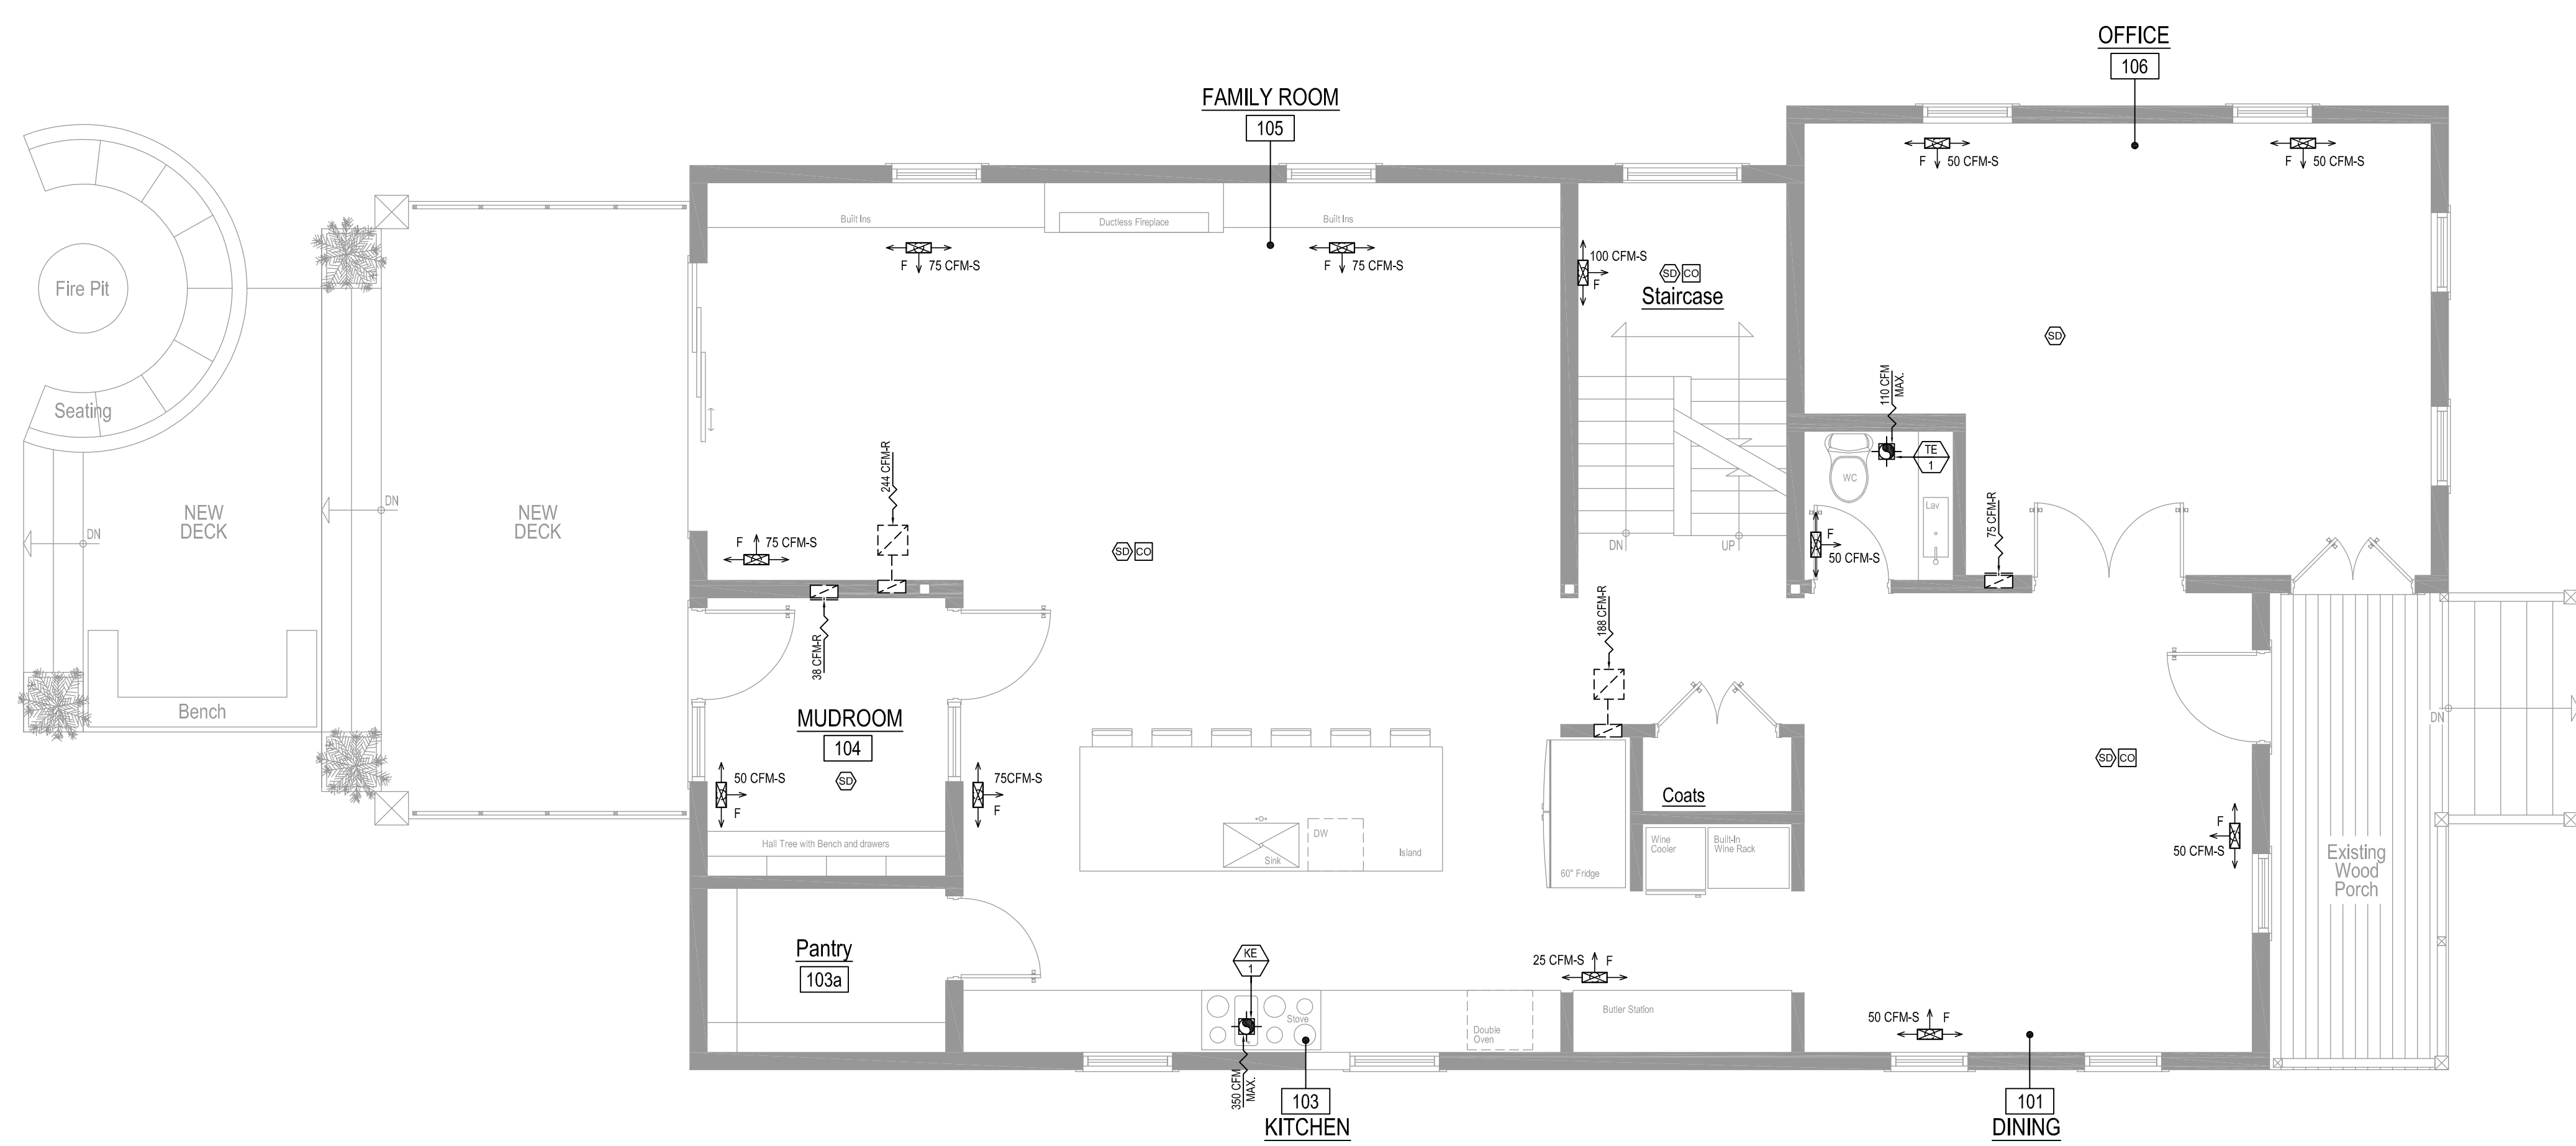 OFFICE
106
FAMILY ROOM
105
F 50 CFM-S
F 50 CFM-S
Built Ins
Ductless Fireplace
Built Ins
F 75 CFM-S
F 75 CFM-S
100 CFM-S
F
SD CO
Staircase
Fire Pit
Seating
SD
110 CFM
MAX.
TE
1
WC
Lav
244 CFM-R
75 CFM-R
NEW
DECK
DN
NEW
DECK
DN
F 75 CFM-S
SD CO
DN
UP
F
50 CFM-S
38 CFM-R
188 CFM-R
Bench
MUDROOM
104
SD
50 CFM-S
F
75CFM-S
F
Hall Tree with Bench and drawers
Sink
DW
Island
60" Fridge
Coats
Wine
Cooler
Built-In
Wine Rack
SD CO
DN
F
50 CFM-S
Existing
Wood
Porch
Pantry
103a
KE
1
Stove
350 CFM
MAX.
Double
Oven
25 CFM-S F
Butler Station
50 CFM-S F
103
KITCHEN
101
DINING